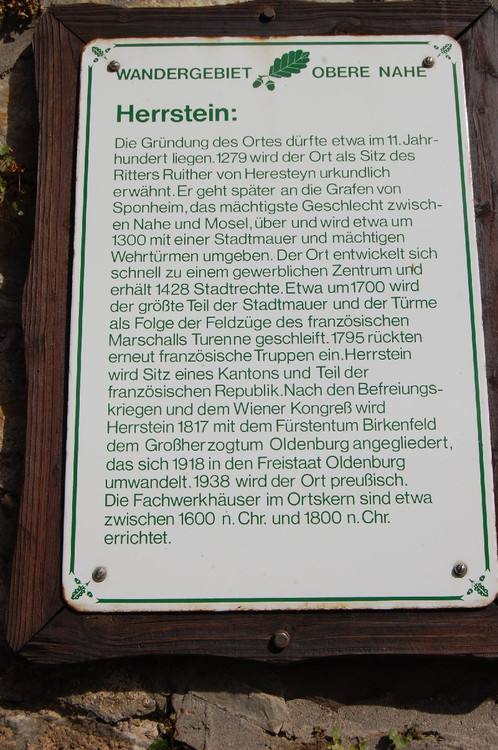 WANDERGEBIET OBERE NAHE
Herrstein:
Die Gründung des Ortes dürfte etwa im 11. Jahr-
hundert liegen. 1279 wird der Ort als Sitz des
Ritters Ruither von Heresteyn urkundlich
erwähnt. Er geht später an die Grafen von
Sponheim, das mächtigste Geschlecht zwisch-
en Nahe und Mosel, über und wird etwa um
1300 mit einer Stadtmauer und mächtigen
Wehrtürmen umgeben. Der Ort entwickelt sich
schnell zu einem gewerblichen Zentrum und
erhält 1428 Stadtrechte. Etwa um 1700 wird
der größte Teil der Stadtmauer und der Türme
als Folge der Feldzüge des französischen
Marschalls Turenne geschleift. 1795 rückten
erneut französische Truppen ein. Herrstein
wird Sitz eines Kantons und Teil der
französischen Republik. Nach den Befreiungs-
kriegen und dem Wiener Kongreß wird
Herrstein 1817 mit dem Fürstentum Birkenfeld
dem Großherzogtum Oldenburg angegliedert,
das sich 1918 in den Freistaat Oldenburg
umwandelt. 1938 wird der Ort preußisch.
Die Fachwerkhäuser im Ortskern sind etwa
zwischen 1600 n. Chr. und 1800 n. Chr.
errichtet.